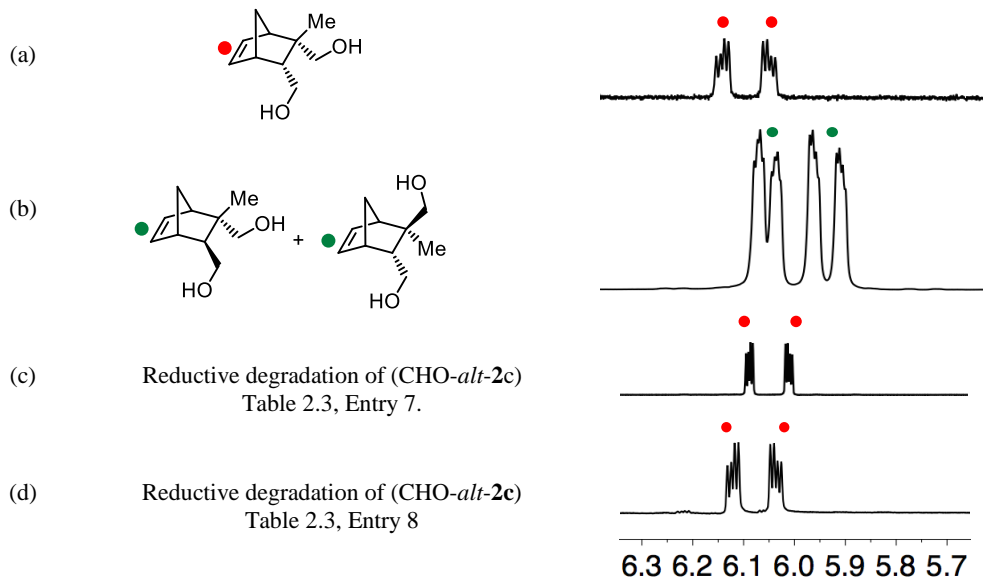 (a)
Me
OH
HO
(b)
Me
OH
HO
+
HO
Me
HO
(c)
Reductive degradation of (CHO-alt-2c)
Table 2.3, Entry 7.
(d)
Reductive degradation of (CHO-alt-2c)
Table 2.3, Entry 8
6.3 6.2 6.1 6.0 5.9 5.8 5.7